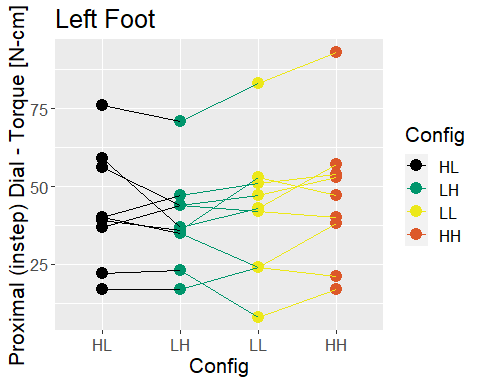 Left Foot
Proximal (instep) Dial - Torque [N-cm]
75
50
25
HL
LH
LL
HH
Config
Config
HL
LH
LL
HH